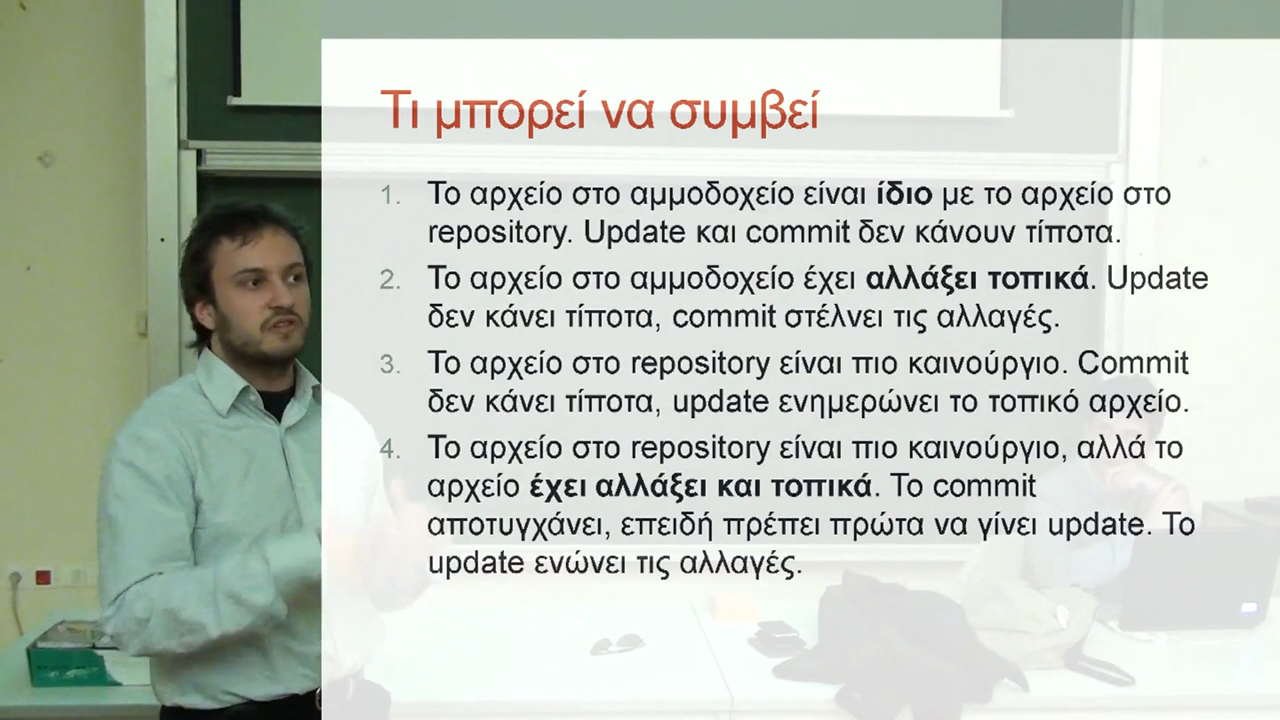 Τι μπορεί να συμβεί
1. Το αρχείο στο αμμοδοχείο είναι ίδιο με το αρχείο στο
repository. Update και commit δεν κάνουν τίποτα.
2. Το αρχείο στο αμμοδοχείο έχει αλλάξει τοπικά. Update
δεν κάνει τίποτα, commit στέλνει τις αλλαγές.
3. Το αρχείο στο repository είναι πιο καινούργιο. Commit
δεν κάνει τίποτα, update ενημερώνει το τοπικό αρχείο.
4. Το αρχείο στο repository είναι πιο καινούργιο, αλλά το
αρχείο έχει αλλάξει και τοπικά. Το commit
αποτυγχάνει, επειδή πρέπει πρώτα να γίνει update. Το
update ενώνει τις αλλαγές.